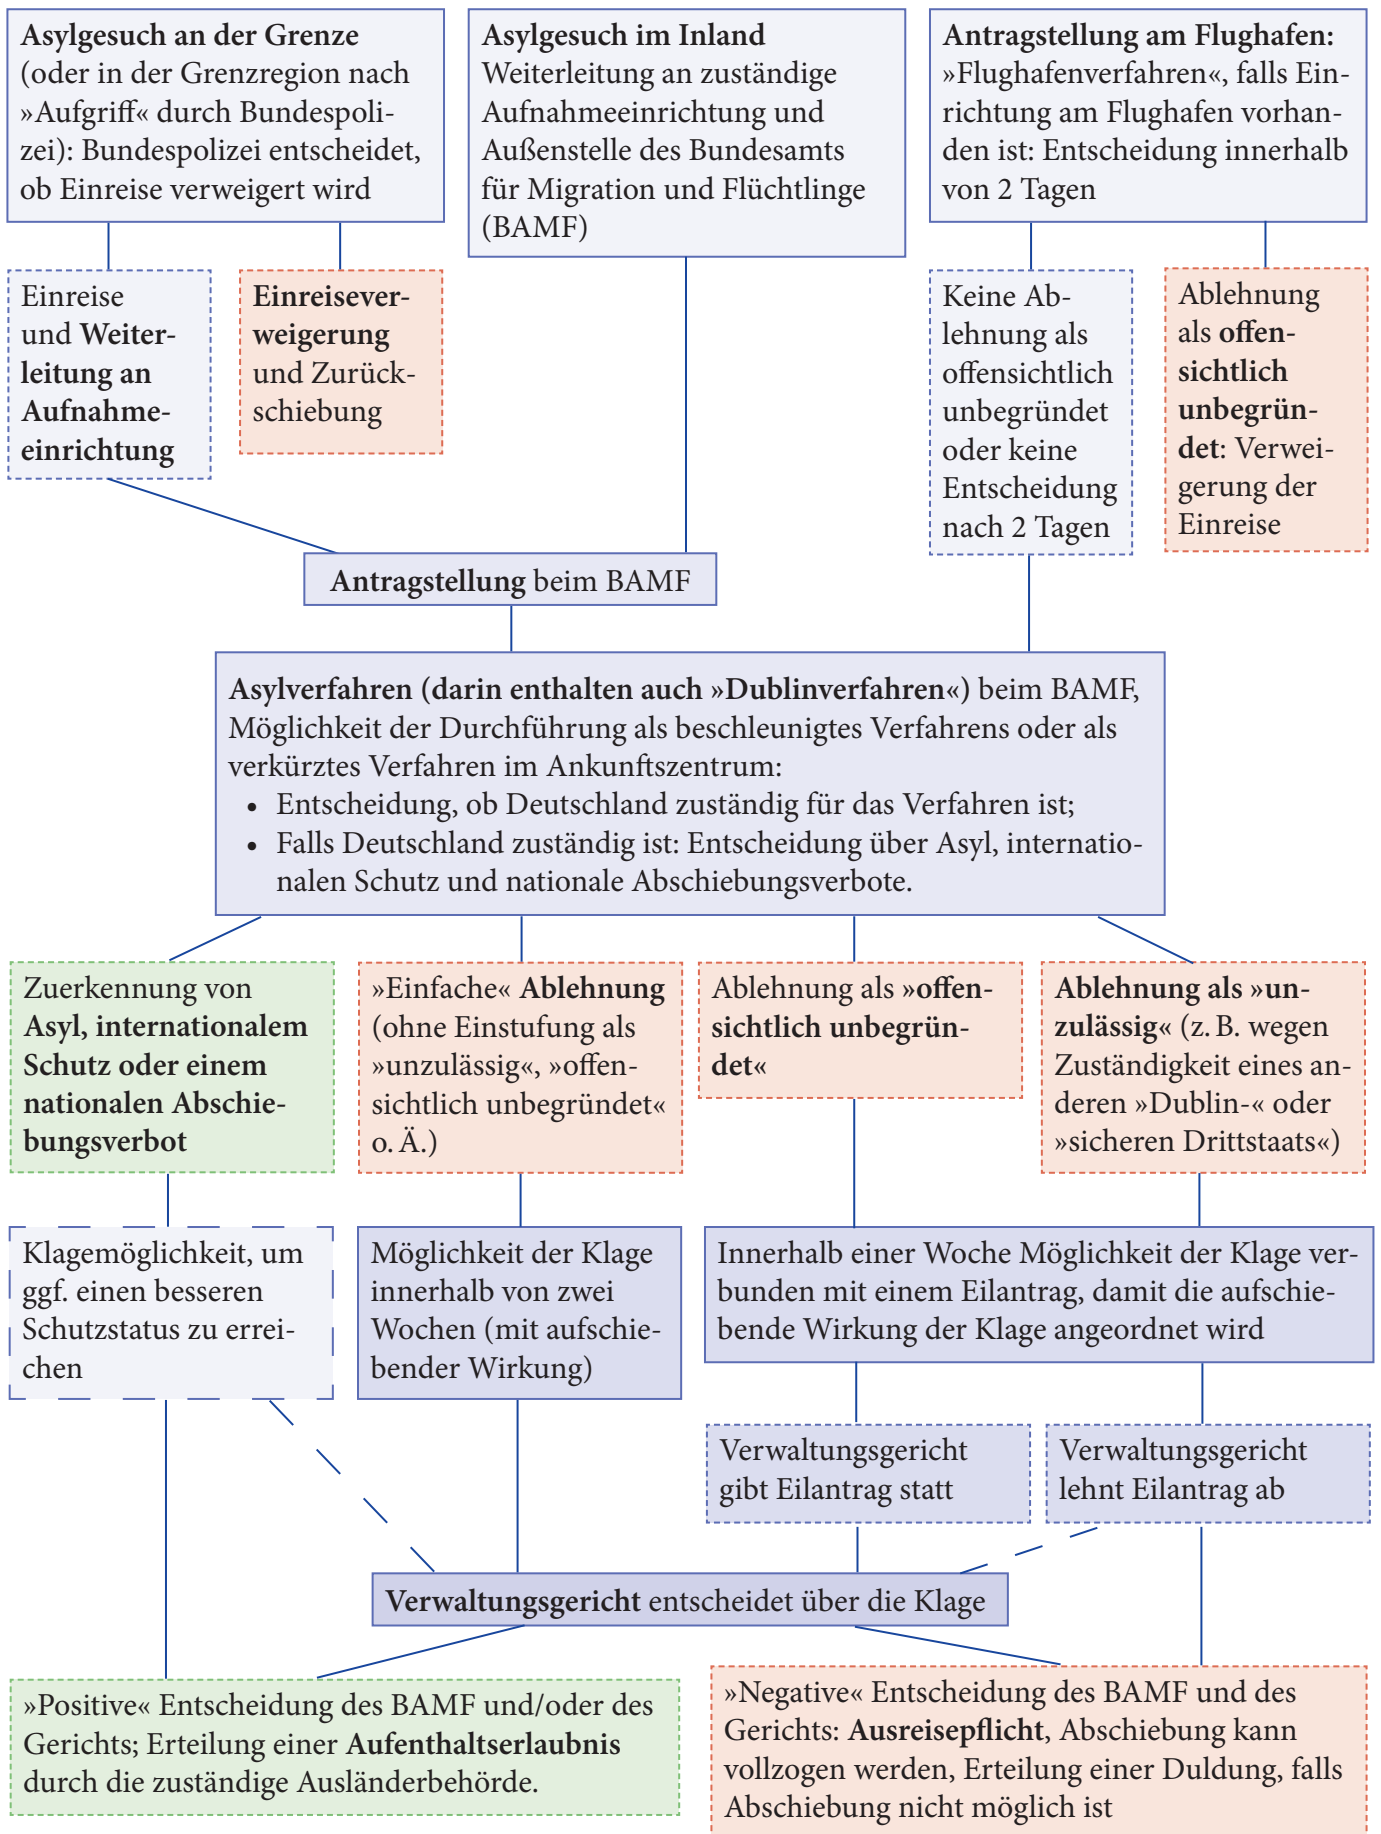 Asylgesuch an der Grenze
(oder in der Grenzregion nach
»Aufgriff« durch Bundespoli-
zei): Bundespolizei entscheidet,
ob Einreise verweigert wird
Asylgesuch im Inland
Weiterleitung an zuständige
Aufnahmeeinrichtung und
Außenstelle des Bundesamts
für Migration und Flüchtlinge
(BAMF)
Antragstellung am Flughafen:
»Flughafenverfahren«, falls Ein-
richtung am Flughafen vorhan-
den ist: Entscheidung innerhalb
von 2 Tagen
Einreise
und Weiter-
leitung an
Aufnahme-
einrichtung
Einreisever-
weigerung
und Zurück-
schiebung
Keine Ab-
lehnung als
offensichtlich
unbegründet
oder keine
Entscheidung
nach 2 Tagen
Ablehnung
als offen-
sichtlich
unbegrün-
det: Verwei-
gerung der
Einreise
Antragstellung beim BAMF
Asylverfahren (darin enthalten auch »Dublinverfahren«) beim BAMF,
Möglichkeit der Durchführung als beschleunigtes Verfahrens oder als
verkürztes Verfahren im Ankunftszentrum:
• Entscheidung, ob Deutschland zuständig für das Verfahren ist;
• Falls Deutschland zuständig ist: Entscheidung über Asyl, internatio-
nalen Schutz und nationale Abschiebungsverbote.
Zuerkennung von
Asyl, internationalem
Schutz oder einem
nationalen Abschie-
bungsverbot
»Einfache« Ablehnung
(ohne Einstufung als
»unzulässig«, »offen-
sichtlich unbegründet«
o. Ä.)
Ablehnung als »offen-
sichtlich unbegrün-
det«
Ablehnung als »un-
zulässig« (z. B. wegen
Zuständigkeit eines an-
deren »Dublin-« oder
»sicheren Drittstaats«)
Klagemöglichkeit, um
ggf. einen besseren
Schutzstatus zu errei-
chen
Möglichkeit der Klage
innerhalb von zwei
Wochen (mit aufschie-
bender Wirkung)
Innerhalb einer Woche Möglichkeit der Klage ver-
bunden mit einem Eilantrag, damit die aufschie-
bende Wirkung der Klage angeordnet wird
Verwaltungsgericht
gibt Eilantrag statt
Verwaltungsgericht
lehnt Eilantrag ab
Verwaltungsgericht entscheidet über die Klage
»Positive« Entscheidung des BAMF und/oder des
Gerichts; Erteilung einer Aufenthaltserlaubnis
durch die zuständige Ausländerbehörde.
»Negative« Entscheidung des BAMF und des
Gerichts: Ausreisepflicht, Abschiebung kann
vollzogen werden, Erteilung einer Duldung, falls
Abschiebung nicht möglich ist